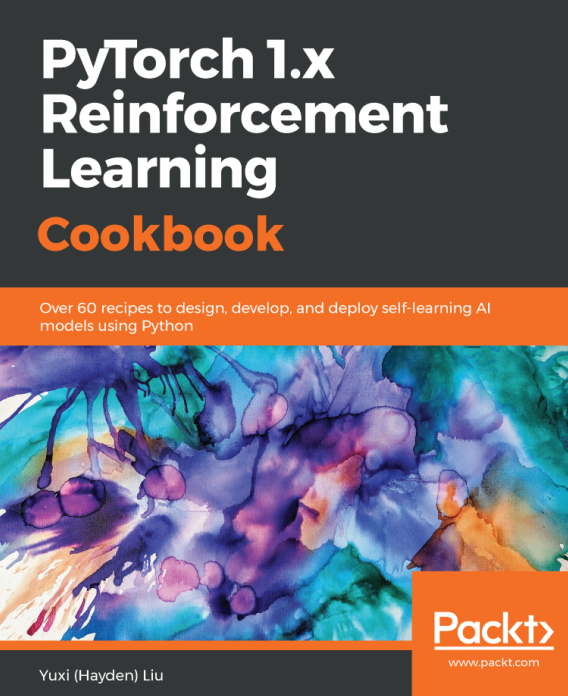 PyTorch 1.x
Reinforcement
Learning
Cookbook
Over 60 recipes to design, develop, and deploy self-learning AI
models using Python
Packt>
www.packt.com
Yuxi (Hayden) Liu